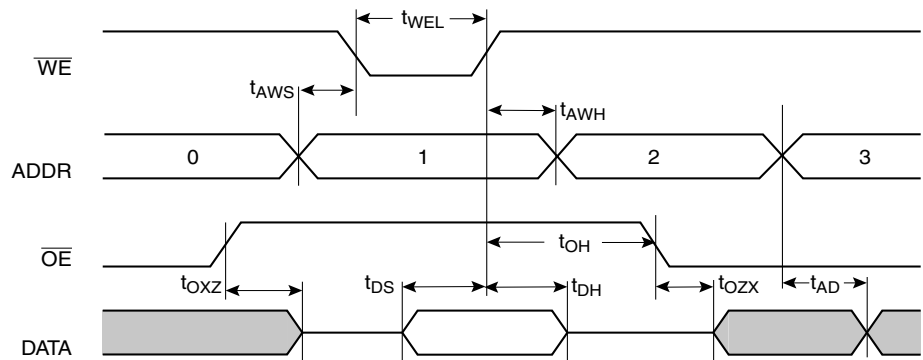 tWEL
WE
tAWS
tAWH
ADDR 0 1 2 3
OE
tOH
tOXZ tDS tDH tOZX tAD
DATA